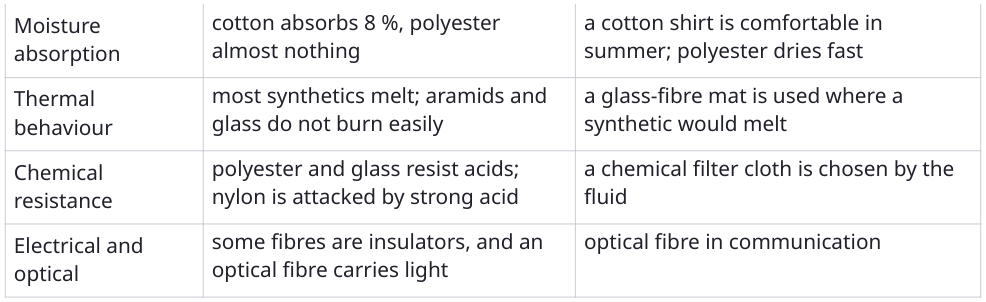 Moisture
absorption
cotton absorbs 8 %, polyester
almost nothing
a cotton shirt is comfortable in
summer; polyester dries fast
Thermal
behaviour
most synthetics melt; aramids and
glass do not burn easily
a glass-fibre mat is used where a
synthetic would melt
Chemical
resistance
polyester and glass resist acids;
nylon is attacked by strong acid
a chemical filter cloth is chosen by the
fluid
Electrical and
optical
some fibres are insulators, and an
optical fibre carries light
optical fibre in communication